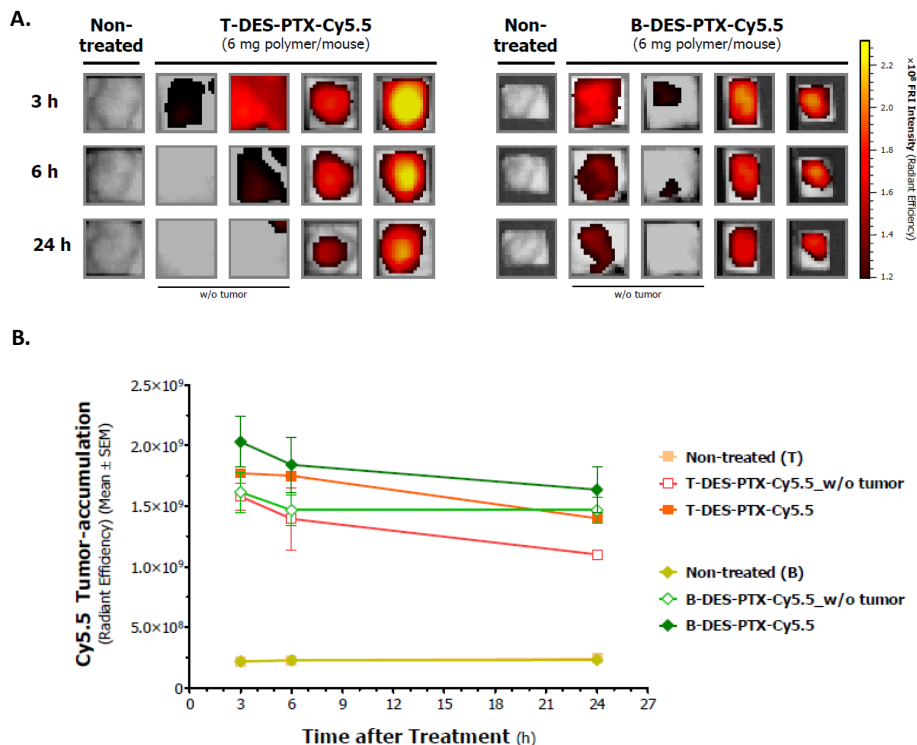 A.
Non-
treated
T-DES-PTX-Cy5.5
(6 mg polymer/mouse)
Non-
treated
B-DES-PTX-Cy5.5
(6 mg polymer/mouse)
3 h
6 h
24 h
w/o tumor
w/o tumor
2.2
2.0
1.8
1.6
1.4
1.2
×10⁸ FRI Intensity (Radiant Efficiency)
B.
Cy5.5 Tumor-accumulation
(Radiant Efficiency) (Mean ± SEM)
2.5×10⁹
2.0×10⁹
1.5×10⁹
1.0×10⁹
5.0×10⁸
0
0 3 6 9 12 15 18 21 24 27
Time after Treatment (h)
Non-treated (T)
T-DES-PTX-Cy5.5_w/o tumor
T-DES-PTX-Cy5.5
Non-treated (B)
B-DES-PTX-Cy5.5_w/o tumor
B-DES-PTX-Cy5.5